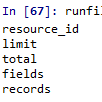 In [67]: runfil
resource_id
limit
total
fields
records